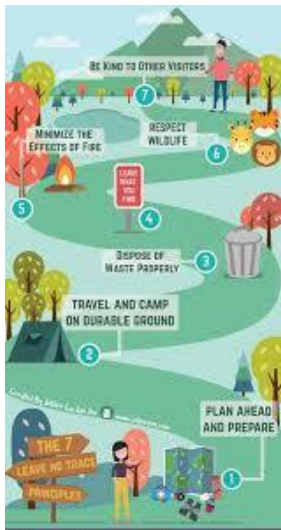 BE KIND TO OTHER VISITORS
7
MINIMIZE THE
EFFECTS OF FIRE
RESPECT
WILDLIFE
6
5
LEAVE
WHAT
YOU
FIND
4
DISPOSE OF
WASTE PROPERLY
3
TRAVEL AND CAMP
ON DURABLE GROUND
2
Created By
PLAN AHEAD
AND PREPARE
1
THE 7
LEAVE NO TRACE
PRINCIPLES